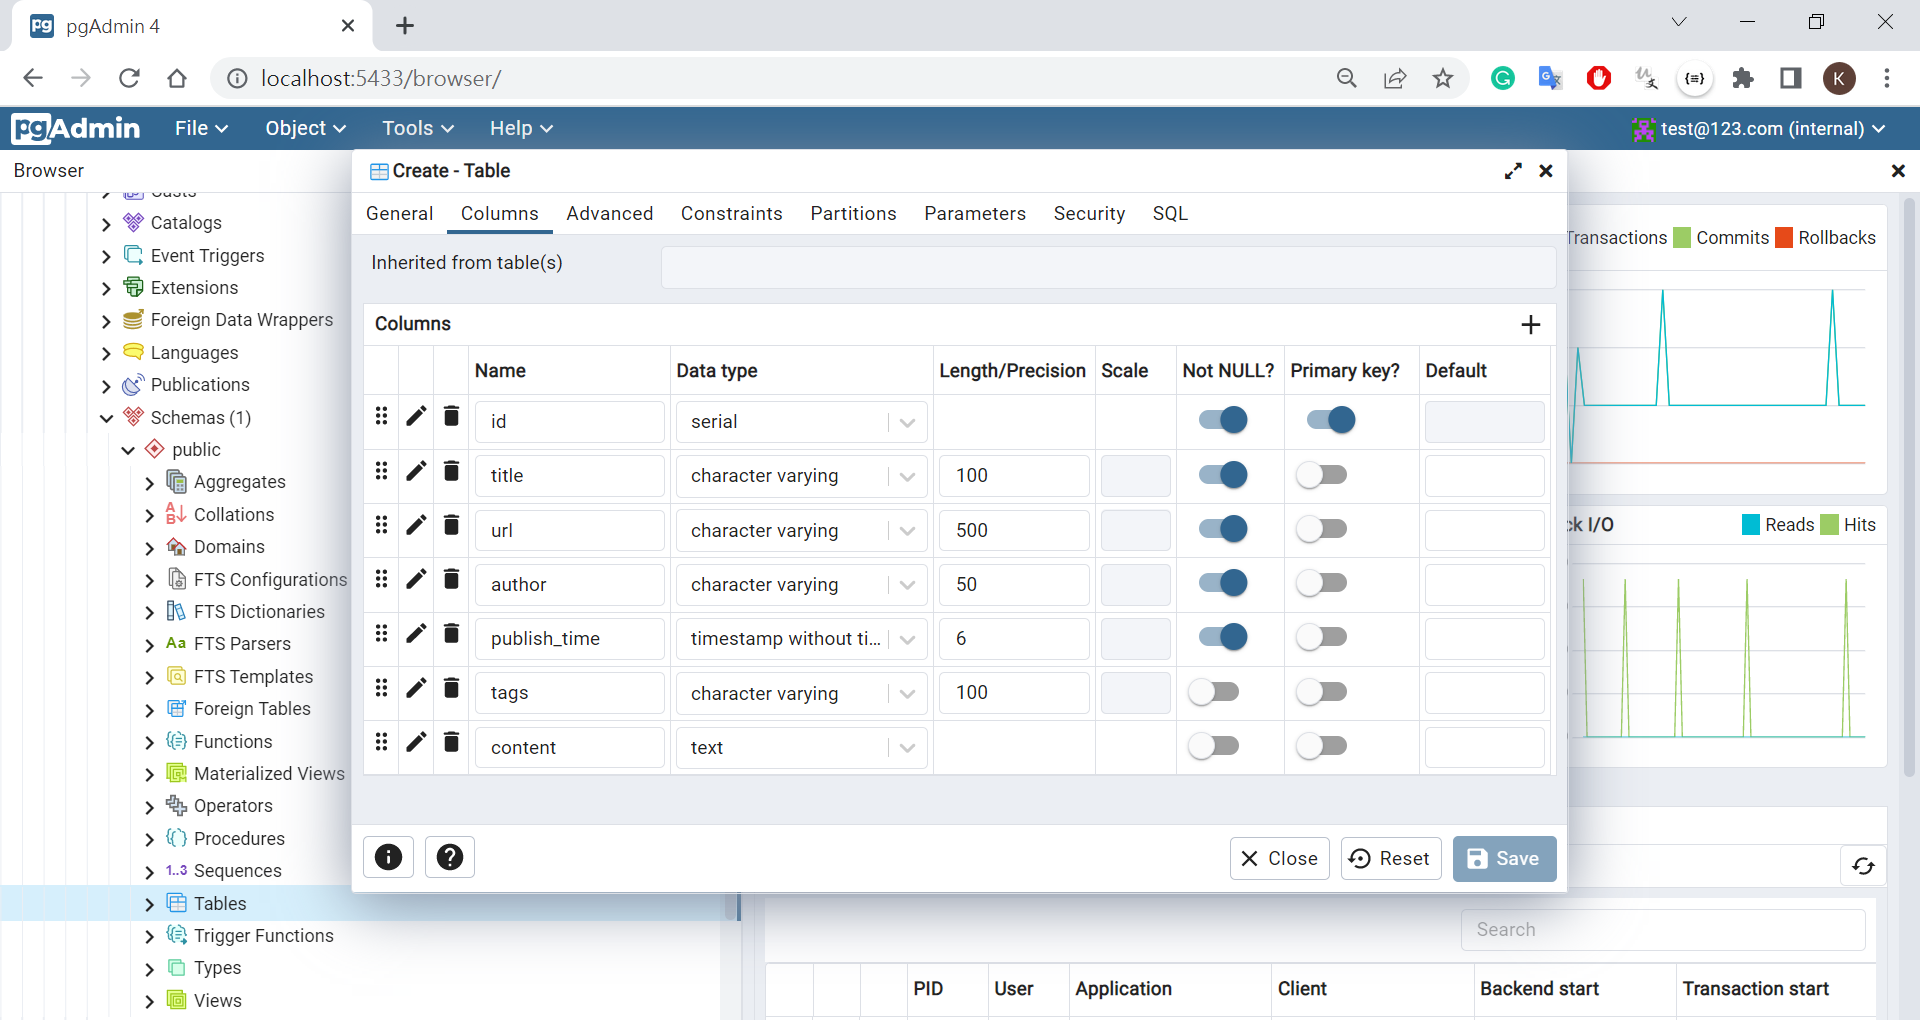 pgAdmin 4
localhost:5433/browser/
K
pgAdmin File Object Tools Help test@123.com (internal)
Browser
Casts
Catalogs
Event Triggers
Extensions
Foreign Data Wrappers
Languages
Publications
Schemas (1)
public
Aggregates
Collations
Domains
FTS Configurations
FTS Dictionaries
Aa FTS Parsers
FTS Templates
Foreign Tables
Functions
Materialized Views
Operators
Procedures
1..3 Sequences
Tables
Trigger Functions
Types
Views
Create - Table
General Columns Advanced Constraints Partitions Parameters Security SQL
Inherited from table(s)
Columns
Name Data type Length/Precision Scale Not NULL? Primary key? Default
id serial
title character varying 100
url character varying 500
author character varying 50
publish_time timestamp without ti... 6
tags character varying 100
content text
Close Reset Save
Transactions Commits Rollbacks
ck I/O Reads Hits
Search
PID User Application Client Backend start Transaction start